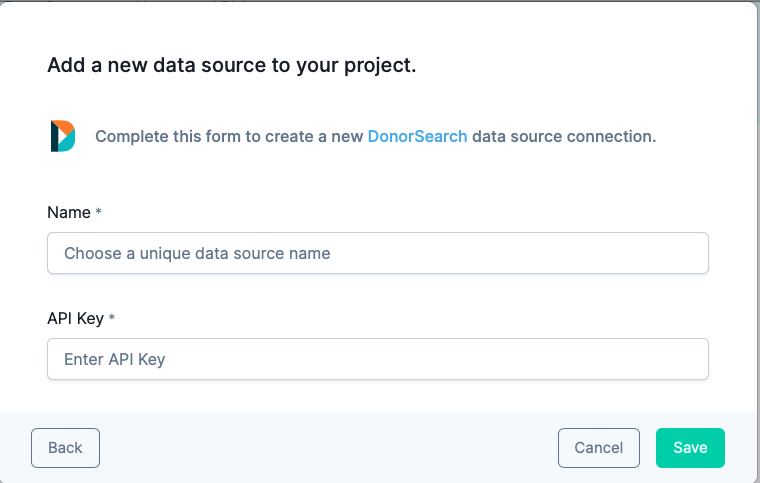 Add a new data source to your project.
Complete this form to create a new DonorSearch data source connection.
Name *
Choose a unique data source name
API Key *
Enter API Key
Back
Cancel
Save